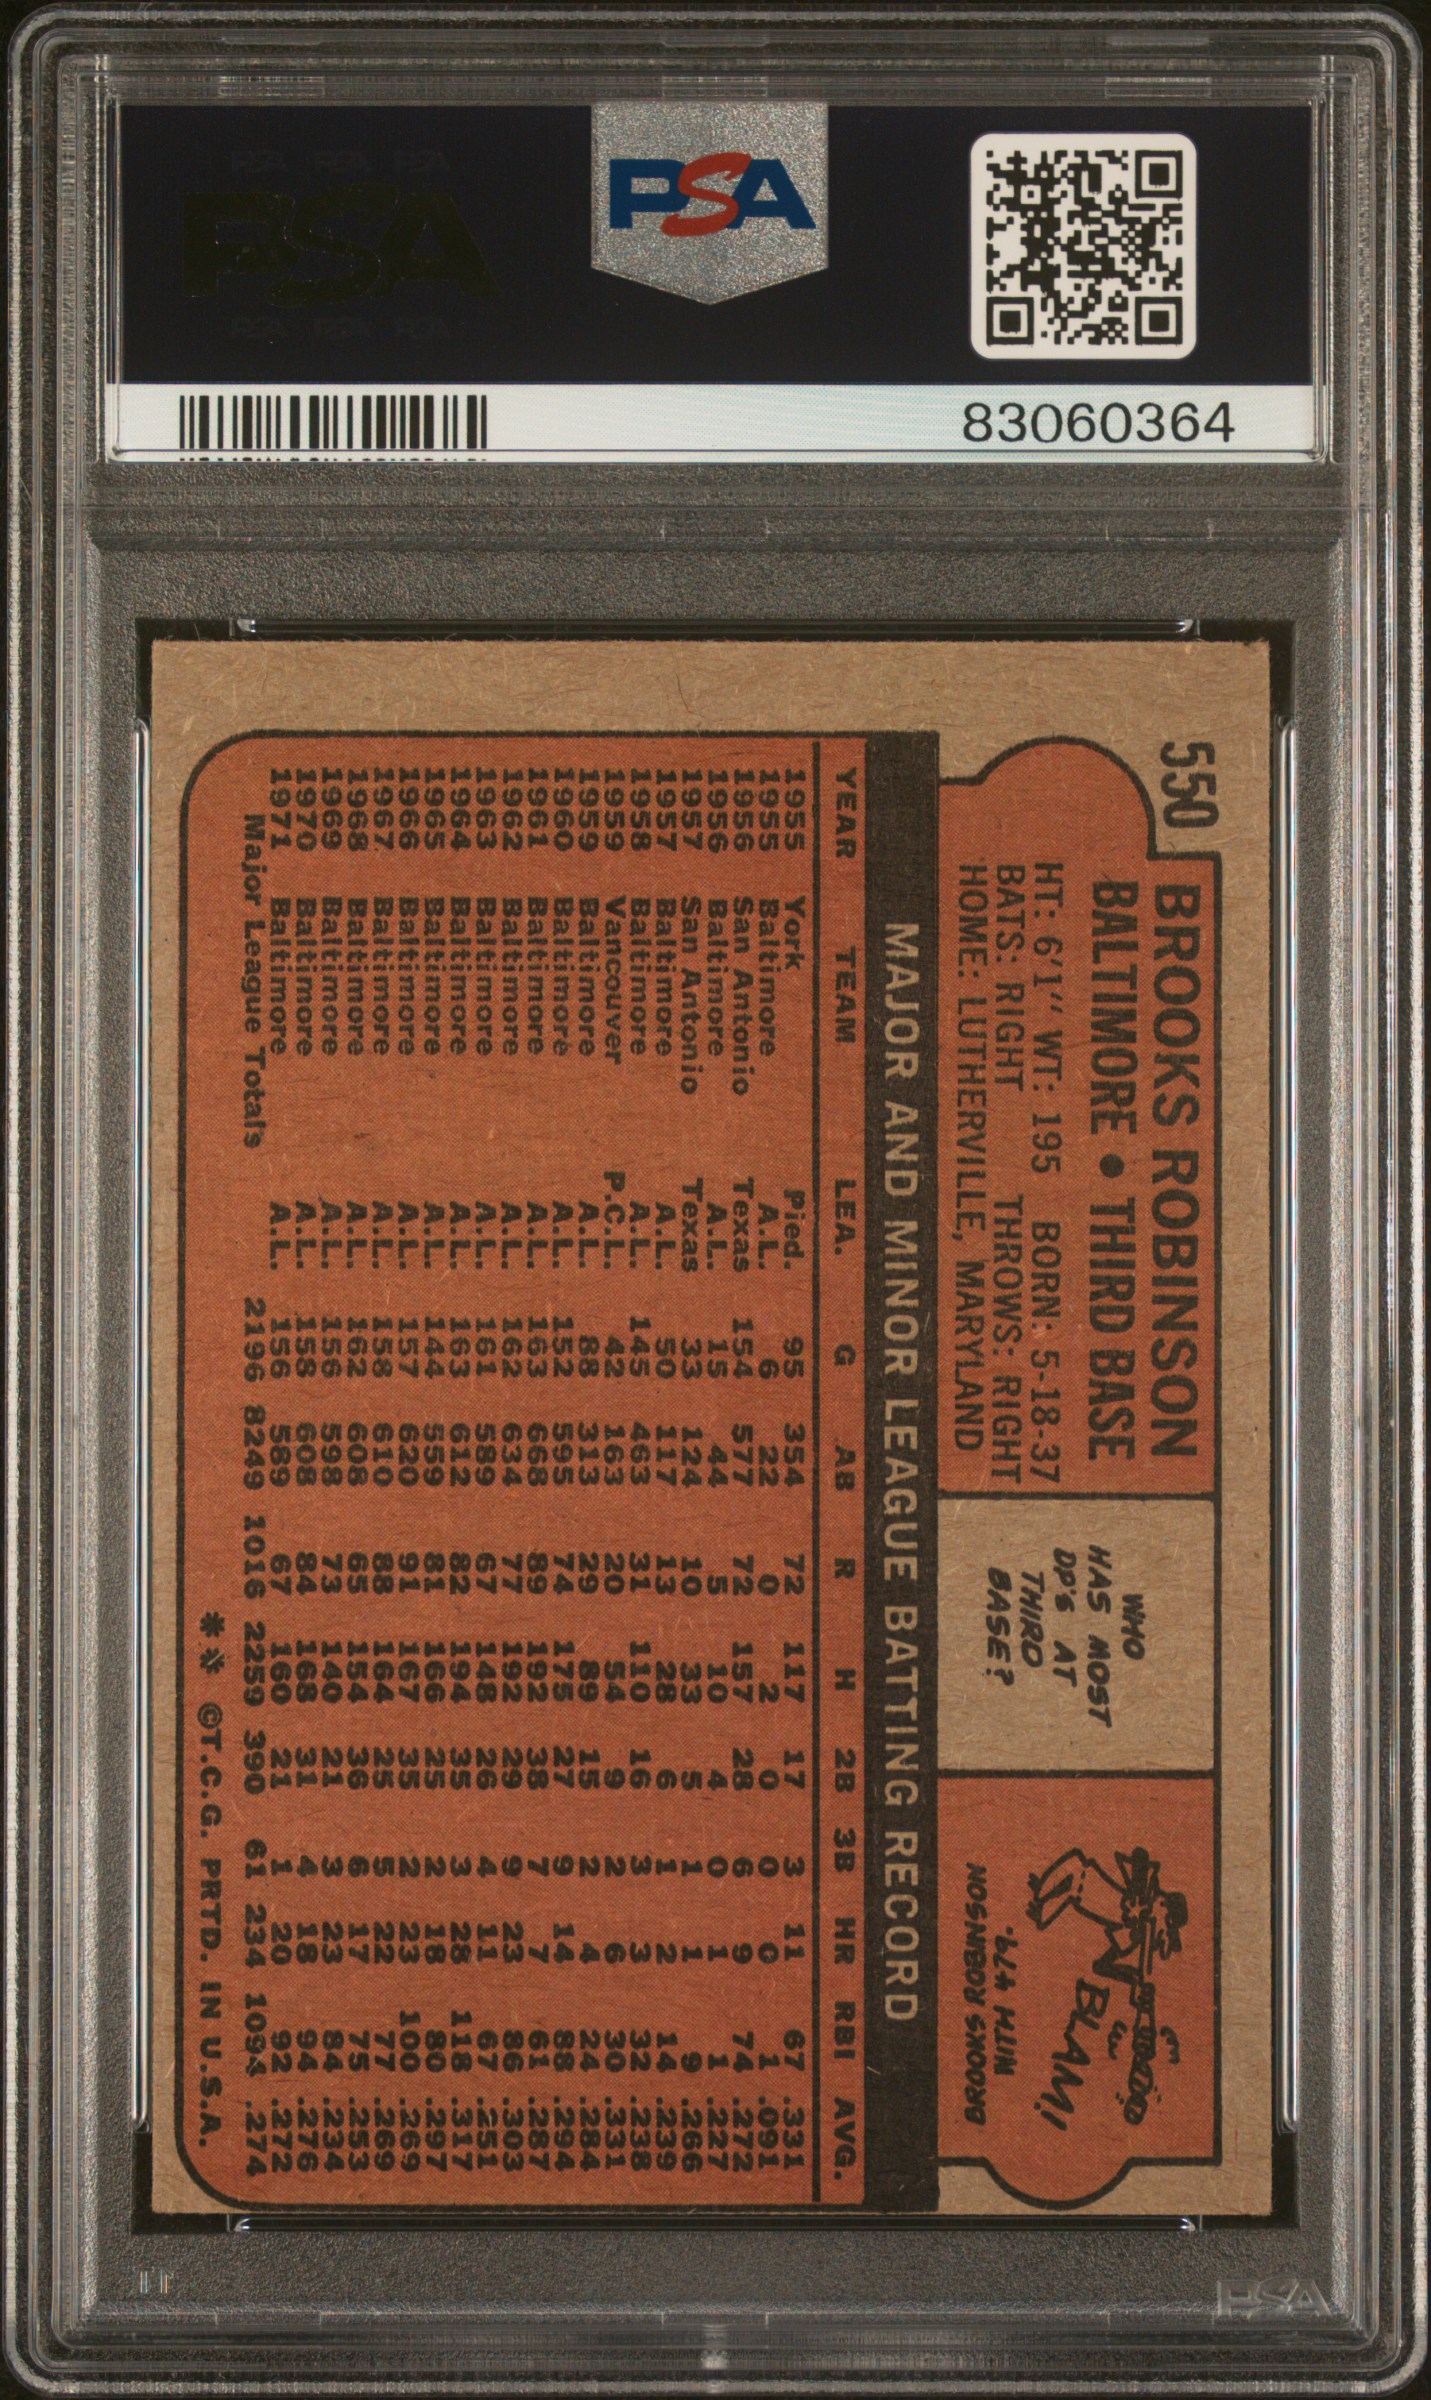 PSA PSA PSA
PSA
PSA PSA PSA
PSA
83060364
550
BROOKS ROBINSON
BALTIMORE • THIRD BASE
HT: 6'1" WT: 195 BORN: 5-18-37
BATS: RIGHT THROWS: RIGHT
HOME: LUTHERVILLE, MARYLAND
WHO
HAS MOST
DP's AT
THIRD
BASE?
BLAM!
BROOKS ROBINSON
WITH 479.
MAJOR AND MINOR LEAGUE BATTING RECORD
YEAR TEAM LEA. G AB R H 2B 3B HR RBI AVG.
1955 York Pied. 95 354 72 117 17 3 11 67 .331
1955 Baltimore A.L. 6 22 0 2 0 0 0 1 .091
1956 San Antonio Texas 154 577 72 157 28 6 9 74 .272
1956 Baltimore A.L. 15 44 5 10 4 0 1 1 .227
1957 San Antonio Texas 33 124 10 33 5 1 1 9 .266
1957 Baltimore A.L. 50 117 13 28 6 1 2 14 .239
1958 Baltimore A.L. 145 463 31 110 16 3 3 32 .238
1959 Vancouver P.C.L. 42 163 20 54 9 2 6 30 .331
1959 Baltimore A.L. 88 313 29 89 15 2 4 24 .284
1960 Baltimore A.L. 152 595 74 175 27 9 14 88 .294
1961 Baltimore A.L. 163 668 89 192 38 7 7 61 .287
1962 Baltimore A.L. 162 634 77 192 29 9 23 86 .303
1963 Baltimore A.L. 161 589 67 148 26 4 11 67 .251
1964 Baltimore A.L. 163 612 82 194 35 3 28 118 .317
1965 Baltimore A.L. 144 559 81 166 25 2 18 80 .297
1966 Baltimore A.L. 157 620 91 167 35 2 23 100 .269
1967 Baltimore A.L. 158 610 88 164 25 5 22 77 .269
1968 Baltimore A.L. 162 608 65 154 36 6 17 75 .253
1969 Baltimore A.L. 156 598 73 140 21 3 23 84 .234
1970 Baltimore A.L. 158 608 84 168 31 4 18 94 .276
1971 Baltimore A.L. 156 589 67 160 21 1 20 92 .272
Major League Totals 2196 8249 1016 2259 390 61 234 1094 .274
** ©T.C.G. PRTD. IN U.S.A.
PSA